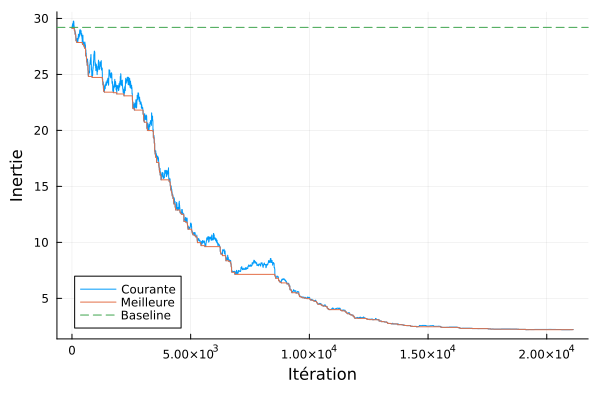 30
25
20
15
10
5
Inertie
Courante
Meilleure
Baseline
0
5.00×10³
1.00×10⁴
1.50×10⁴
2.00×10⁴
Itération